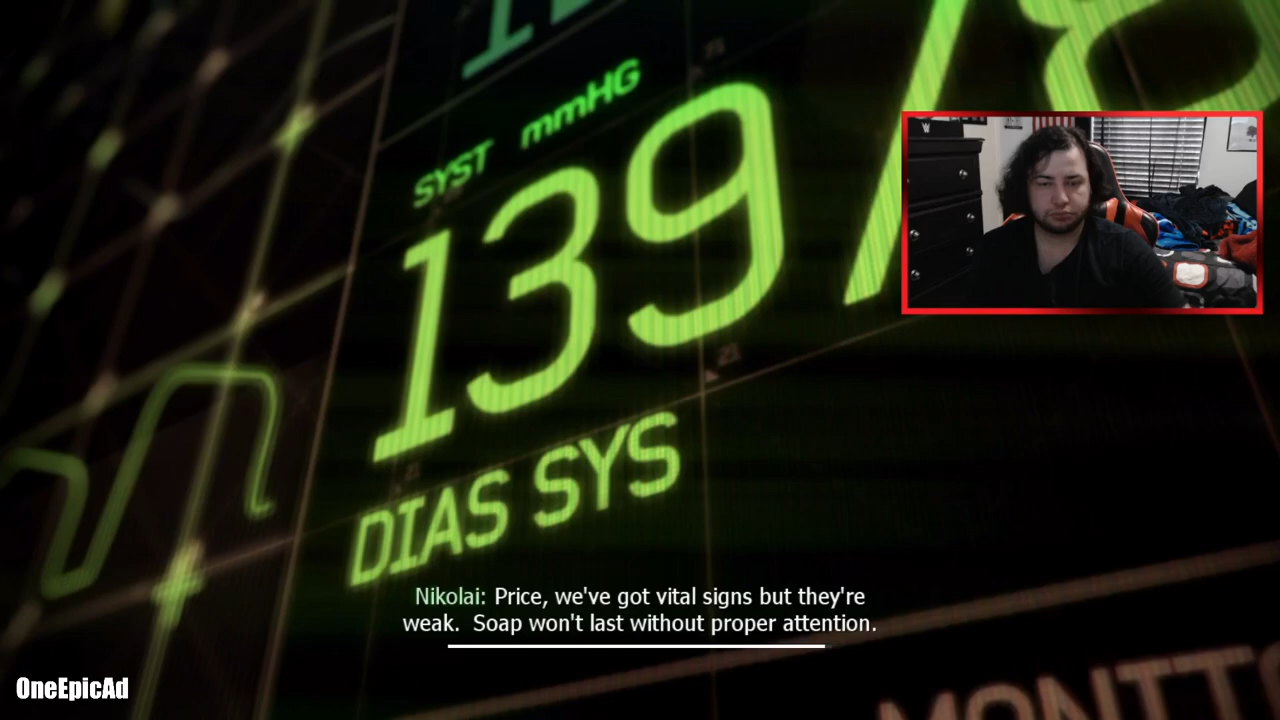 SYST mmHG
139/8
DIAS SYS
Nikolai: Price, we've got vital signs but they're
weak. Soap won't last without proper attention.
OneEpicAd